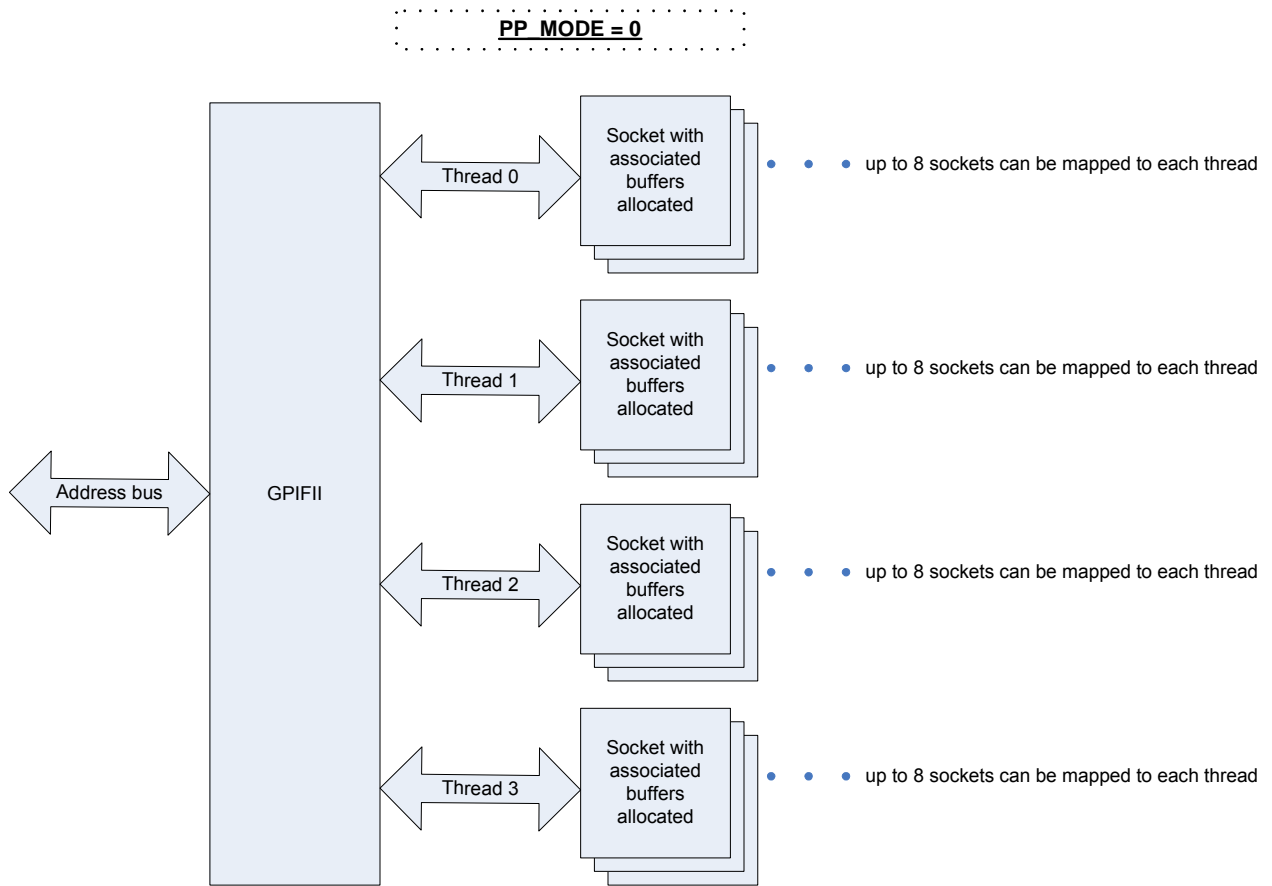 PP_MODE = 0
Socket with
associated
buffers
allocated
Thread 0
up to 8 sockets can be mapped to each thread
Socket with
associated
buffers
allocated
Thread 1
up to 8 sockets can be mapped to each thread
Address bus
GPIFII
Socket with
associated
buffers
allocated
Thread 2
up to 8 sockets can be mapped to each thread
Socket with
associated
buffers
allocated
Thread 3
up to 8 sockets can be mapped to each thread